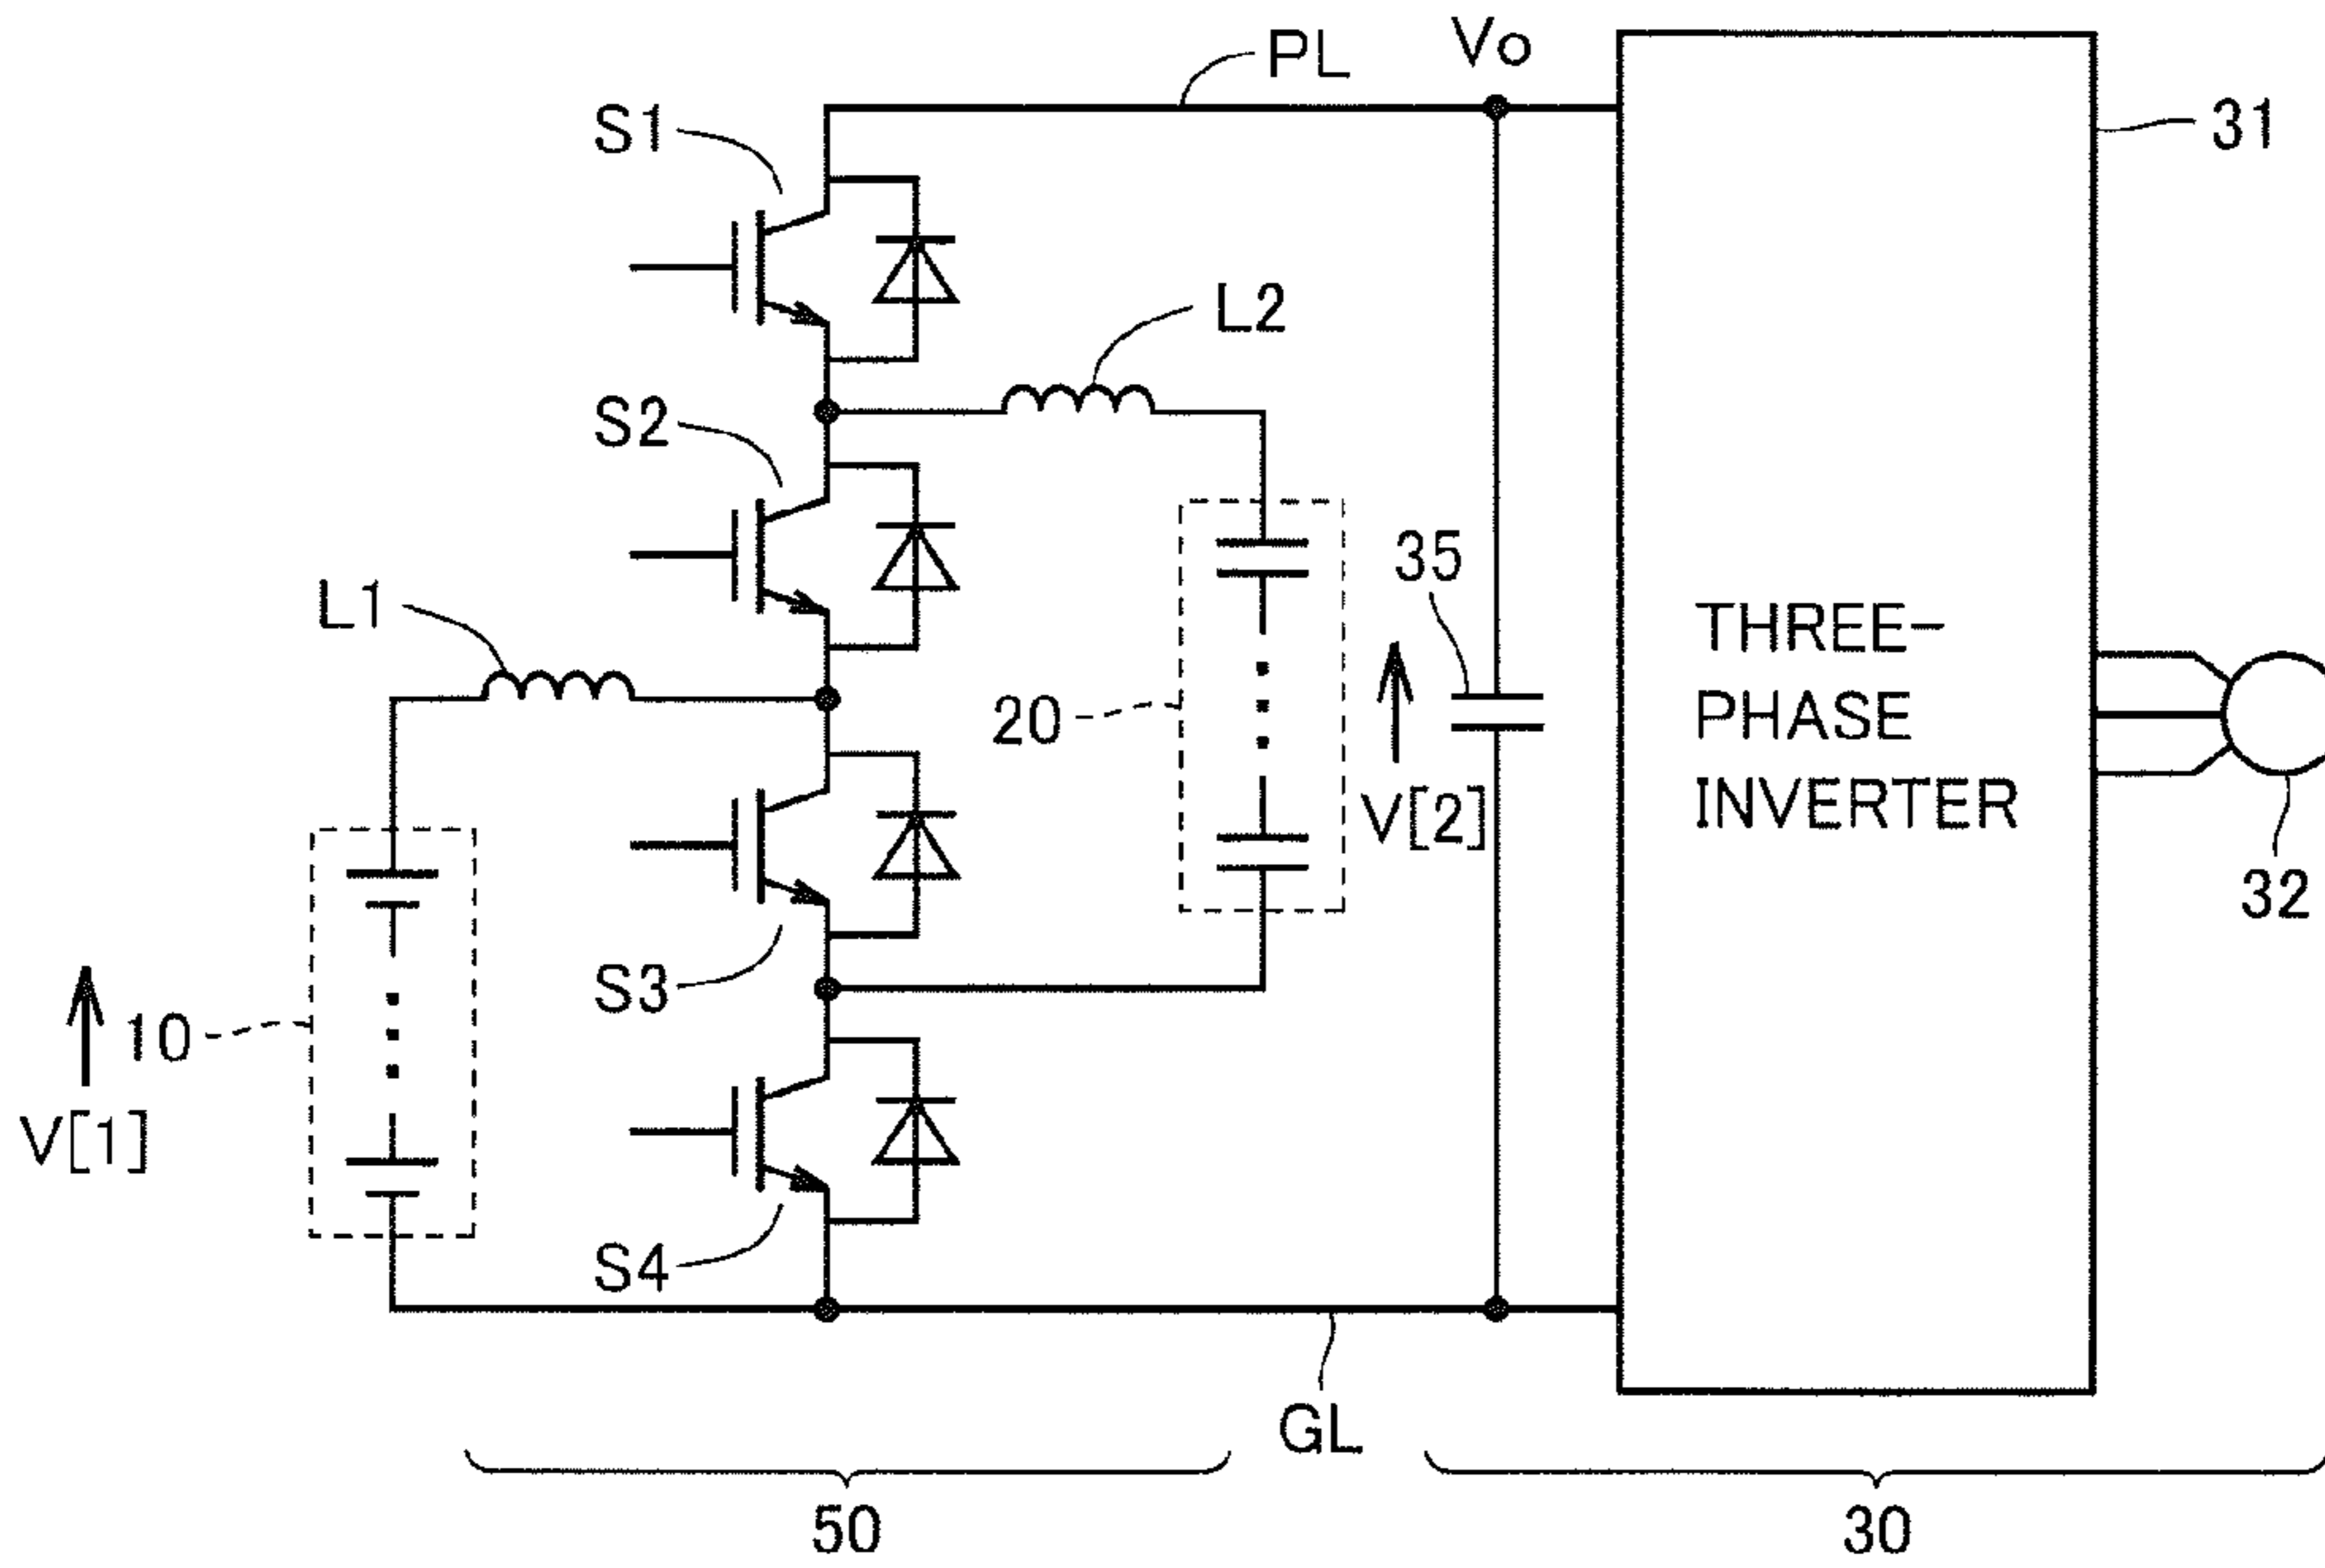 PL
Vo
S1
31
L2
S2
35
L1
THREE-
PHASE
INVERTER
20
V[2]
32
S3
10
V[1]
S4
GL
50
30